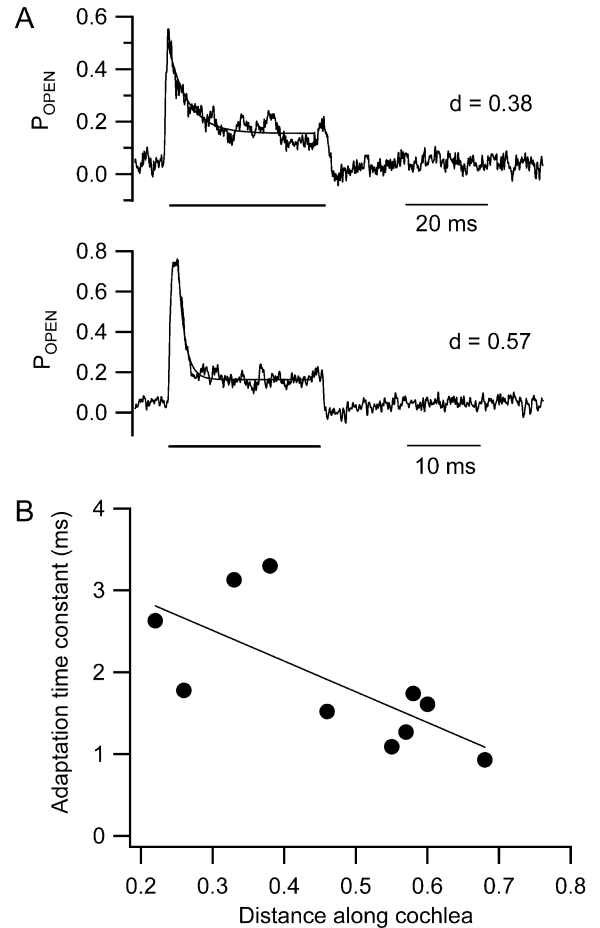 A
0.6
0.4
0.2
0.0
P_OPEN
d = 0.38
20 ms
0.8
0.6
0.4
0.2
0.0
P_OPEN
d = 0.57
10 ms
B
4
3
2
1
0
Adaptation time constant (ms)
0.2 0.3 0.4 0.5 0.6 0.7 0.8
Distance along cochlea